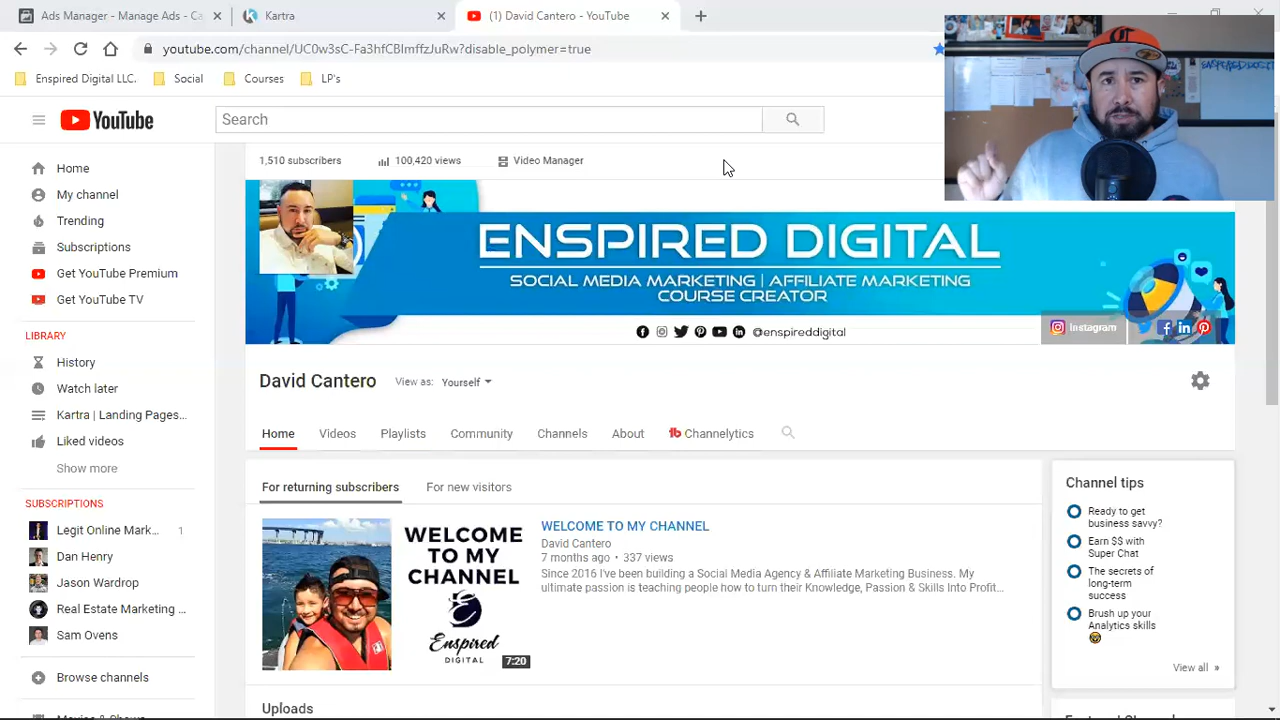 Ads Manager - Manage Ads - Ca
Kartra
(1) David Cantero - YouTube
youtube.com/channel/UC0w3sC-Fa3hfCBImffzJuRw?disable_polymer=true
Enspired Digital LLC.
Social
Courses
LP's
YouTube
Search
1,510 subscribers
100,420 views
Video Manager
Home
My channel
Trending
Subscriptions
Get YouTube Premium
Get YouTube TV
LIBRARY
History
Watch later
Kartra | Landing Pages...
Liked videos
Show more
SUBSCRIPTIONS
Legit Online Mark... 1
Dan Henry
Jason Wardrop
Real Estate Marketing ...
Sam Ovens
Browse channels
ENSPIRED DIGITAL
SOCIAL MEDIA MARKETING | AFFILIATE MARKETING
COURSE CREATOR
@enspireddigital
Instagram
David Cantero
View as: Yourself
Home
Videos
Playlists
Community
Channels
About
Channelytics
For returning subscribers
For new visitors
WELCOME
TO MY
CHANNEL
Enspired
DIGITAL
7:20
WELCOME TO MY CHANNEL
David Cantero
7 months ago • 337 views
Since 2016 I've been building a Social Media Agency & Affiliate Marketing Business. My
ultimate passion is teaching people how to turn their Knowledge, Passion & Skills Into Profit...
Uploads
Channel tips
Ready to get
business savvy?
Earn $$ with
Super Chat
The secrets of
long-term
success
Brush up your
Analytics skills
View all »